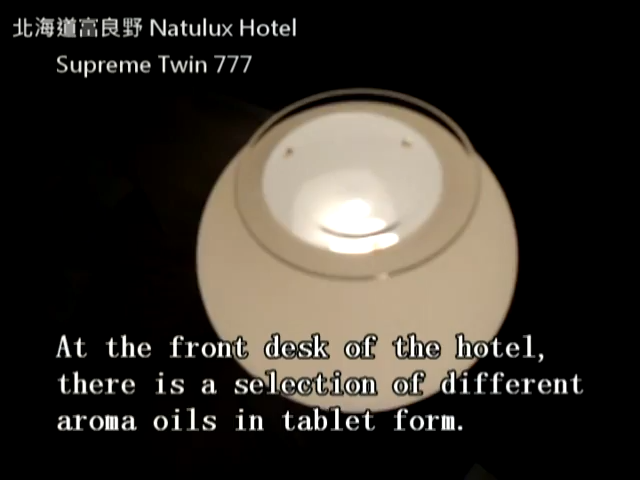 北海道富良野 Natulux Hotel
Supreme Twin 777
At the front desk of the hotel,
there is a selection of different
aroma oils in tablet form.